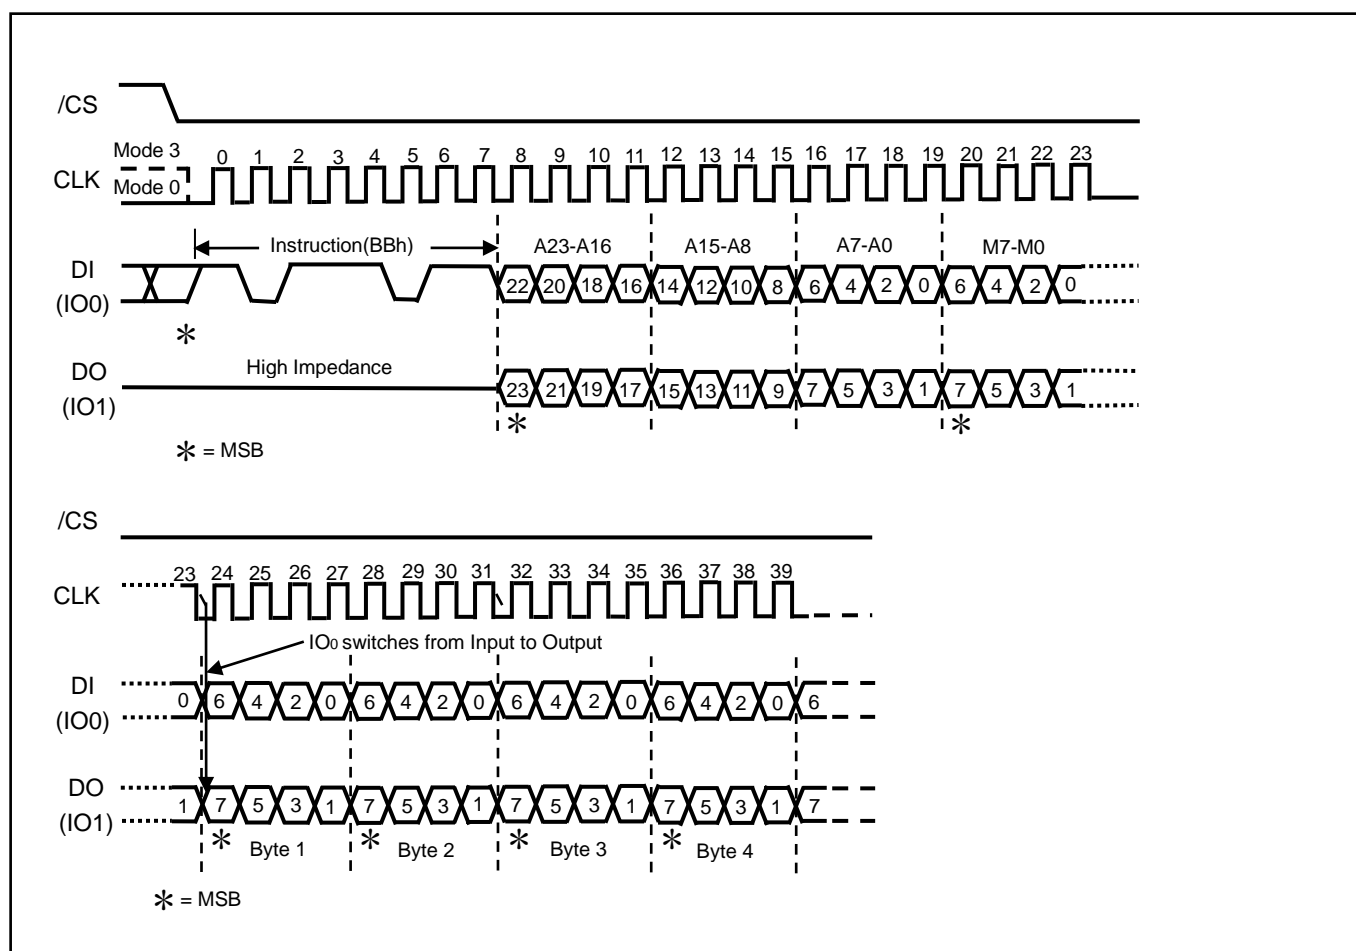 /CS
Mode 3
CLK
Mode 0
0 1 2 3 4 5 6 7 8 9 10 11 12 13 14 15 16 17 18 19 20 21 22 23
Instruction(BBh)
A23-A16 A15-A8 A7-A0 M7-M0
DI
(IO0)
22 20 18 16 14 12 10 8 6 4 2 0 6 4 2 0
*
High Impedance
DO
(IO1)
23 21 19 17 15 13 11 9 7 5 3 1 7 5 3 1
* *
* = MSB
/CS
23 24 25 26 27 28 29 30 31 32 33 34 35 36 37 38 39
CLK
IO0 switches from Input to Output
DI
(IO0)
0 6 4 2 0 6 4 2 0 6 4 2 0 6 4 2 0 6
DO
(IO1)
1 7 5 3 1 7 5 3 1 7 5 3 1 7 5 3 1 7
* Byte 1 * Byte 2 * Byte 3 * Byte 4
* = MSB